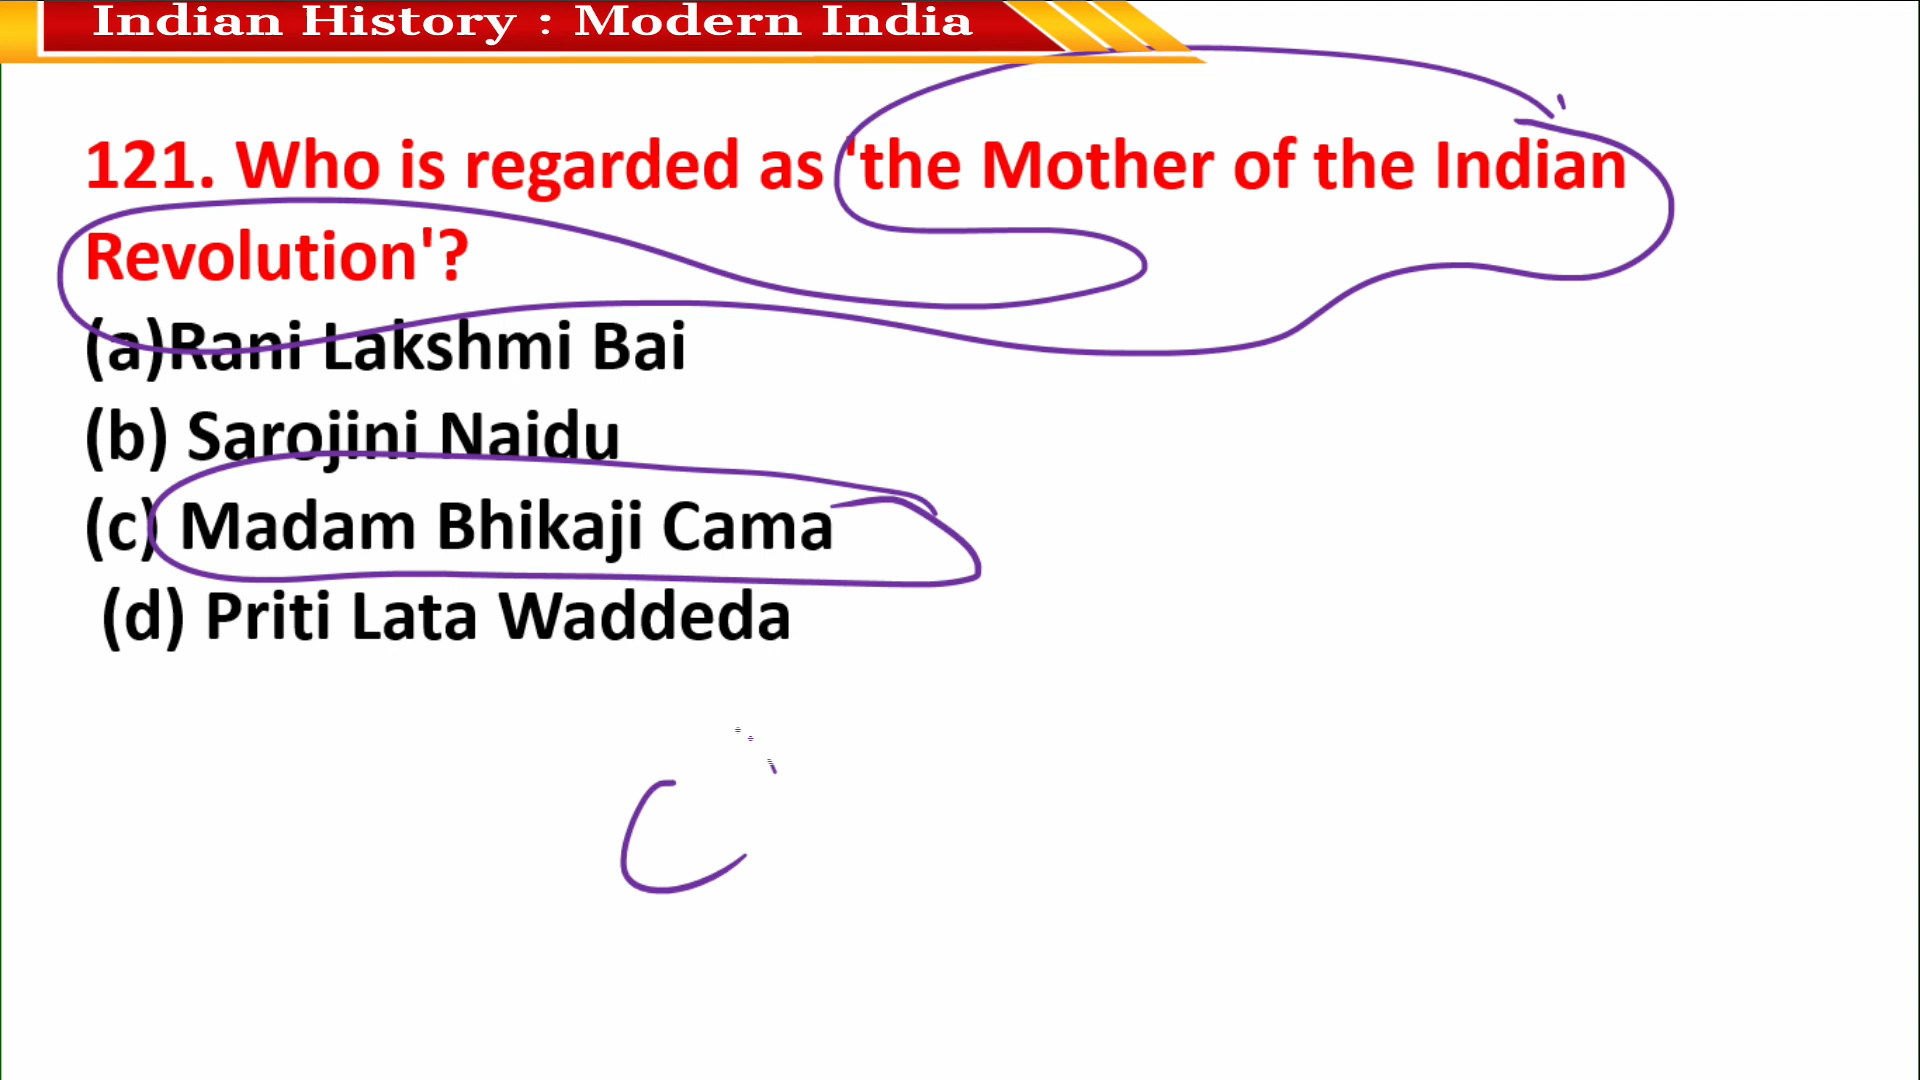 Indian History : Modern India
121. Who is regarded as 'the Mother of the Indian
Revolution'?
(a)Rani Lakshmi Bai
(b) Sarojini Naidu
(c) Madam Bhikaji Cama
(d) Priti Lata Waddeda
C